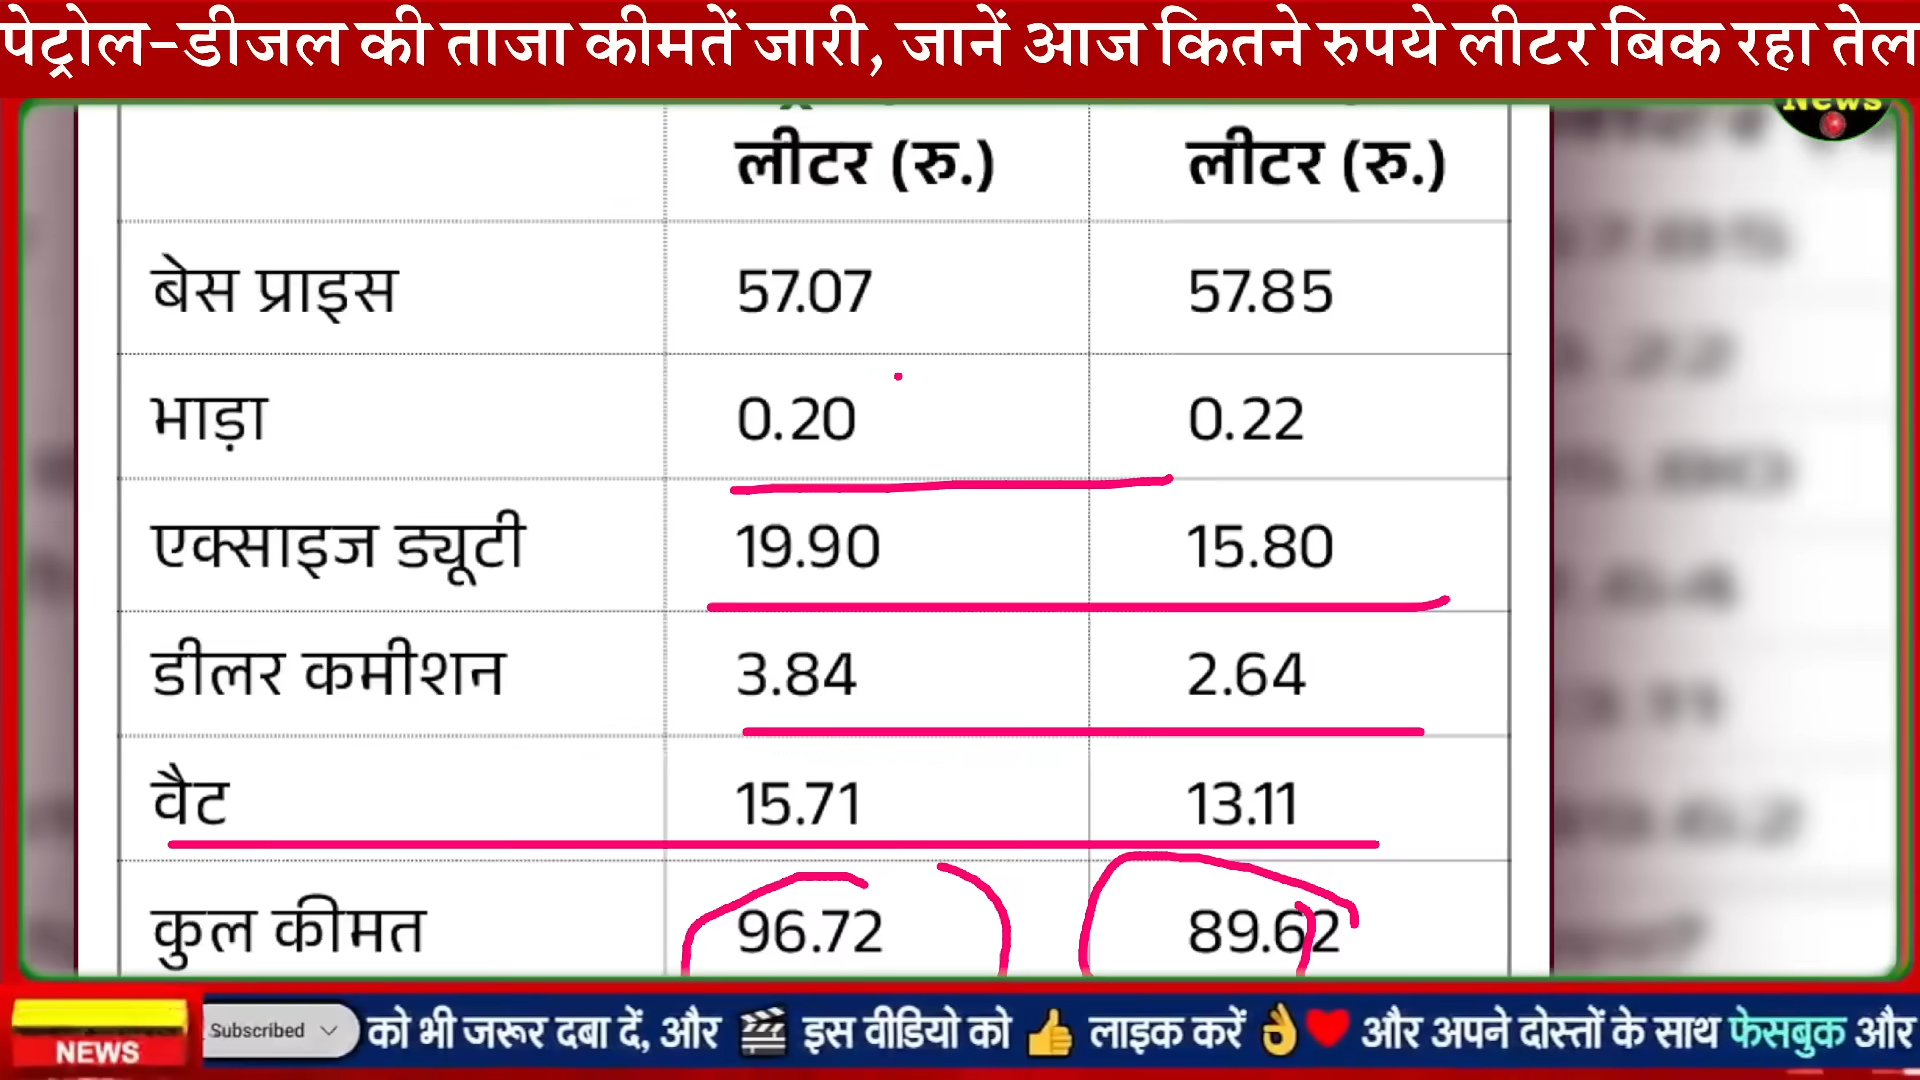 पेट्रोल-डीजल की ताजा कीमतें जारी, जानें आज कितने रुपये लीटर बिक रहा तेल
News
लीटर (रु.) लीटर (रु.)
बेस प्राइस 57.07 57.85
भाड़ा 0.20 0.22
एक्साइज ड्यूटी 19.90 15.80
डीलर कमीशन 3.84 2.64
वैट 15.71 13.11
कुल कीमत 96.72 89.62
NEWS Subscribed को भी जरूर दबा दें, और इस वीडियो को लाइक करें और अपने दोस्तों के साथ फेसबुक और